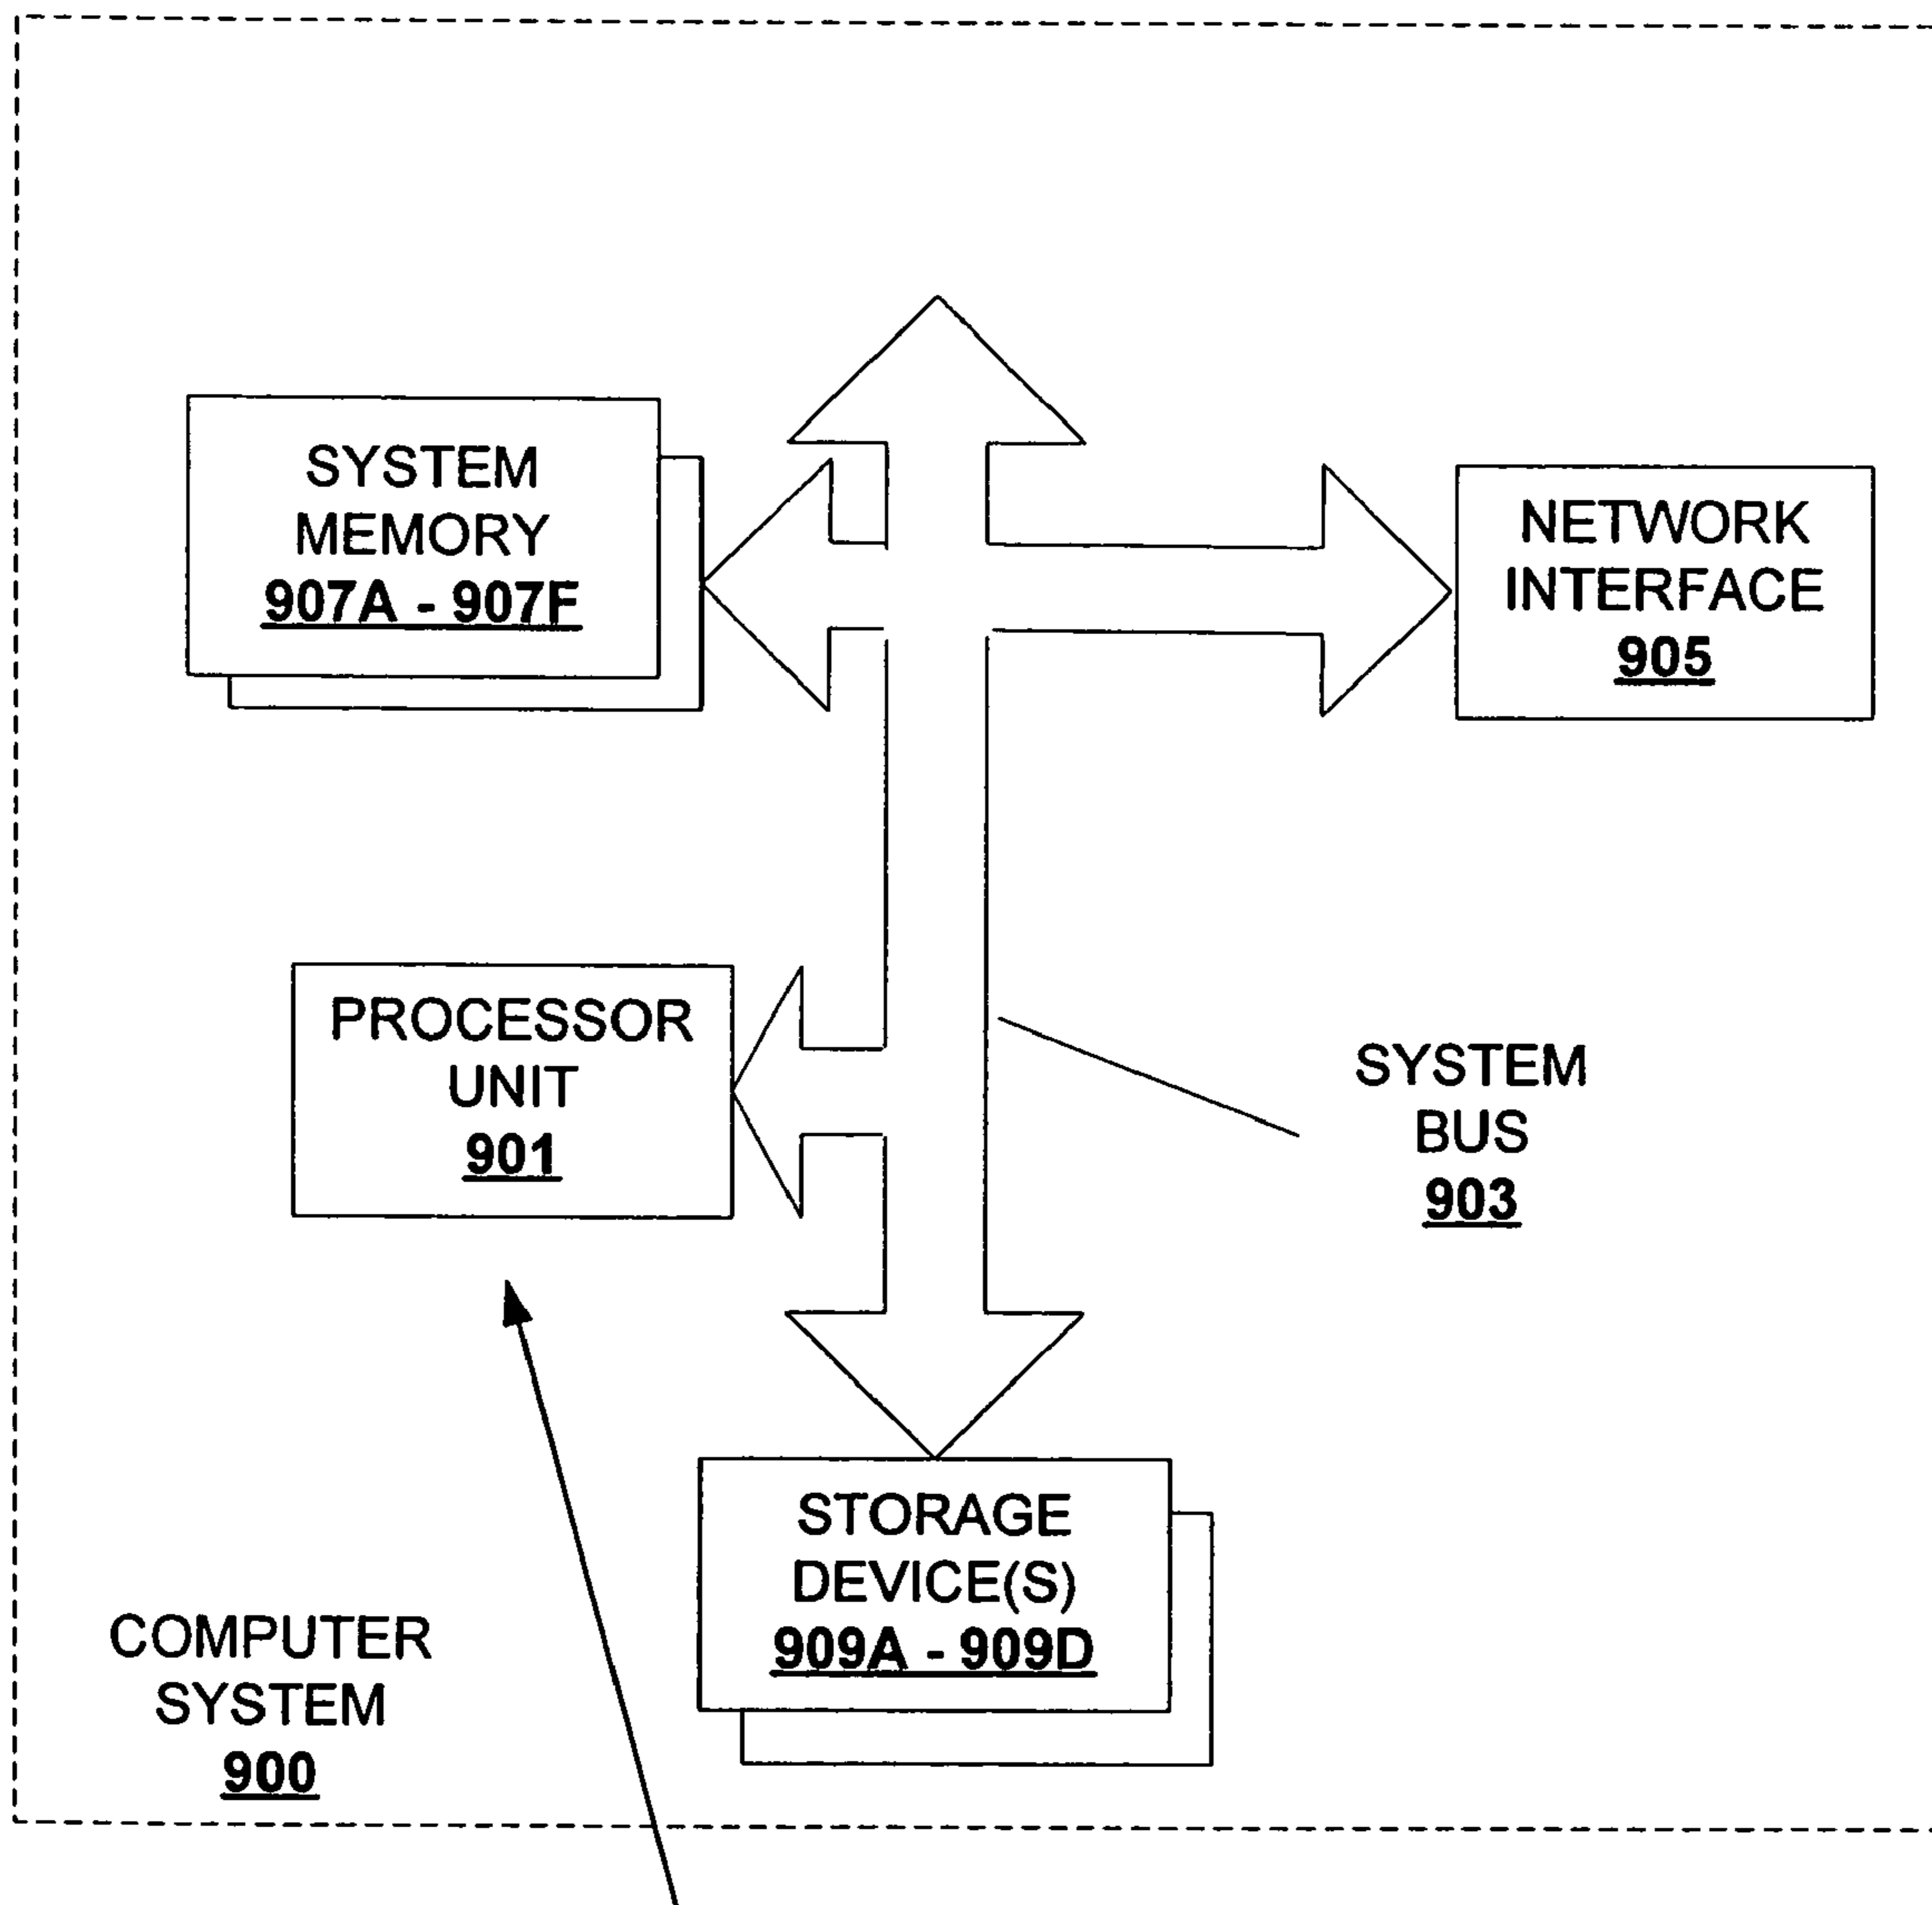 SYSTEM
MEMORY
907A - 907F
NETWORK
INTERFACE
905
PROCESSOR
UNIT
901
SYSTEM
BUS
903
STORAGE
DEVICE(S)
909A - 909D
COMPUTER
SYSTEM
900